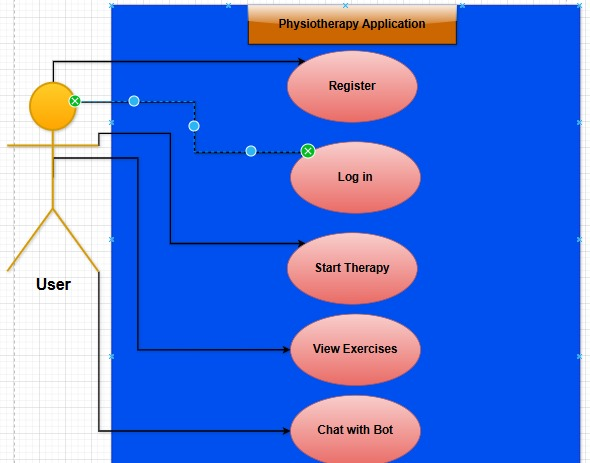 Physiotherapy Application
Register
Log in
Start Therapy
User
View Exercises
Chat with Bot